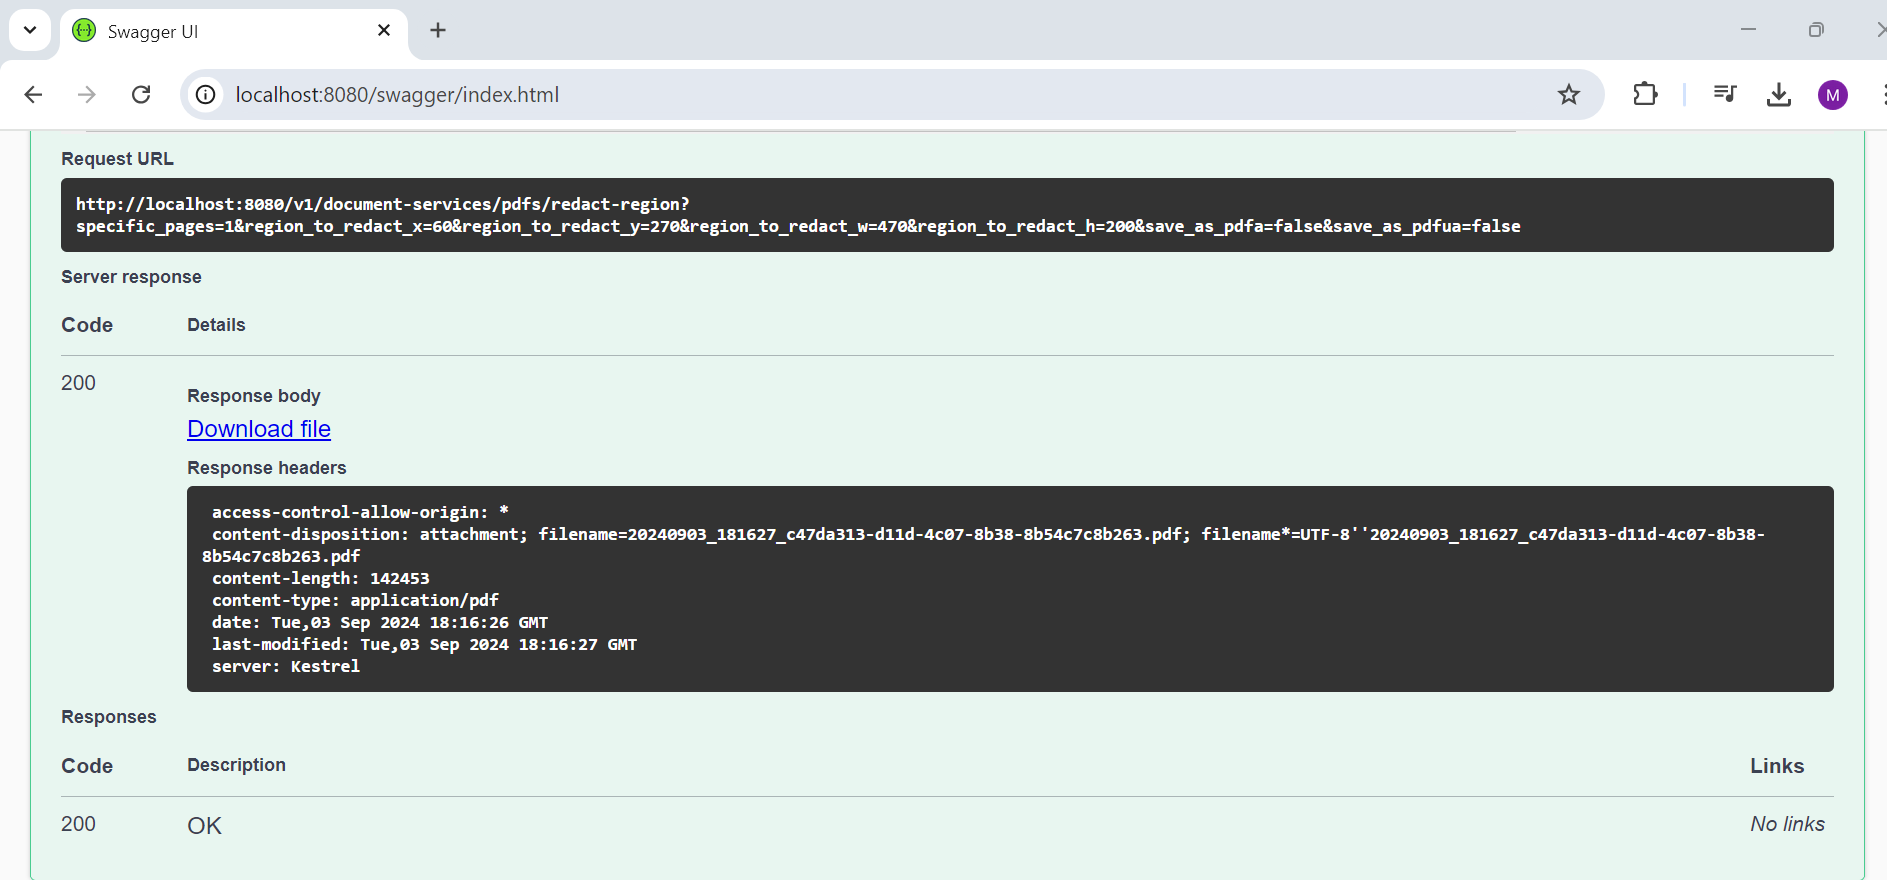 Swagger UI
localhost:8080/swagger/index.html
M
Request URL
http://localhost:8080/v1/document-services/pdfs/redact-region?
specific_pages=1&region_to_redact_x=60&region_to_redact_y=270&region_to_redact_w=470&region_to_redact_h=200&save_as_pdfa=false&save_as_pdfua=false
Server response
Code Details
200
Response body
Download file
Response headers
access-control-allow-origin: *
content-disposition: attachment; filename=20240903_181627_c47da313-d11d-4c07-8b38-8b54c7c8b263.pdf; filename*=UTF-8''20240903_181627_c47da313-d11d-4c07-8b38-
8b54c7c8b263.pdf
content-length: 142453
content-type: application/pdf
date: Tue,03 Sep 2024 18:16:26 GMT
last-modified: Tue,03 Sep 2024 18:16:27 GMT
server: Kestrel
Responses
Code Description Links
200 OK No links